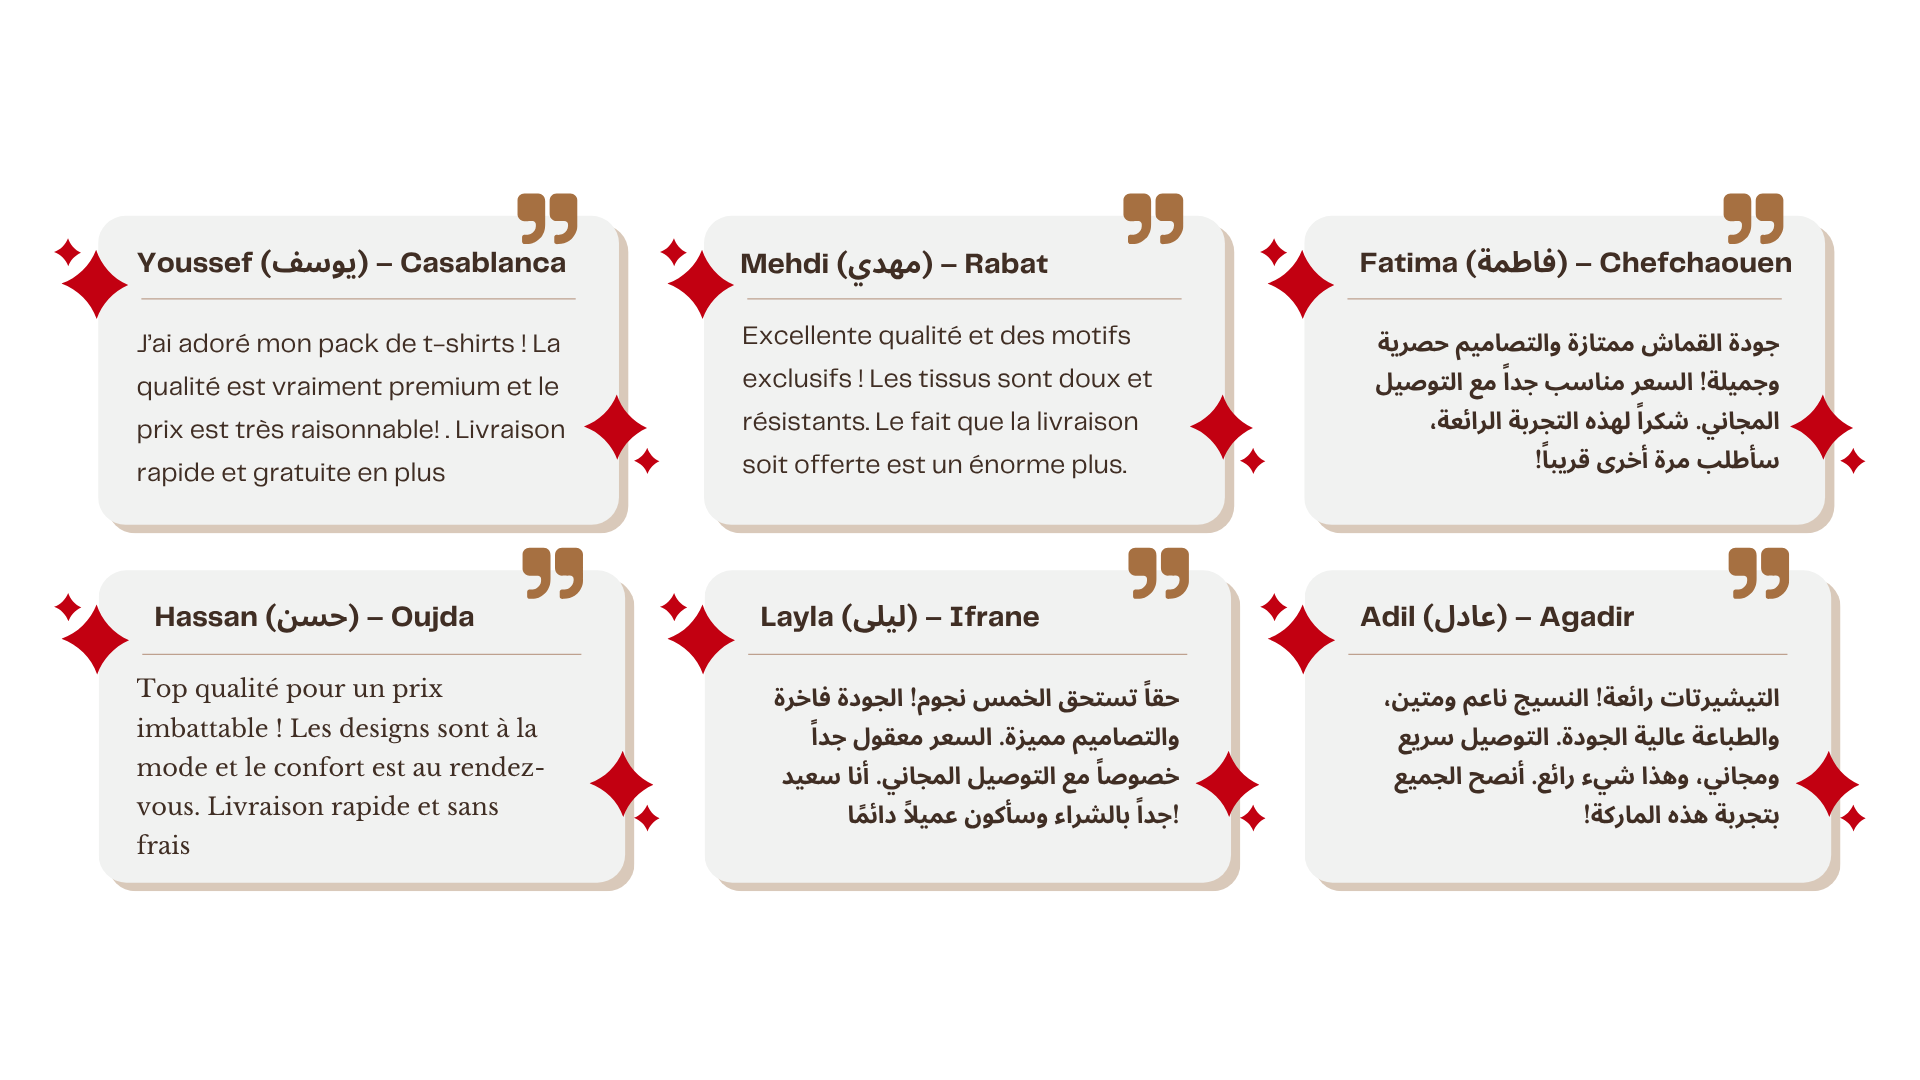 Youssef (يوسف) – Casablanca
J’ai adoré mon pack de t-shirts ! La
qualité est vraiment premium et le
prix est très raisonnable! . Livraison
rapide et gratuite en plus
Mehdi (مهدي) – Rabat
Excellente qualité et des motifs
exclusifs ! Les tissus sont doux et
résistants. Le fait que la livraison
soit offerte est un énorme plus.
Fatima (فاطمة) – Chefchaouen
جودة القماش ممتازة والتصاميم حصرية
وجميلة! السعر مناسب جداً مع التوصيل
المجاني. شكراً لهذه التجربة الرائعة،
سأطلب مرة أخرى قريباً!
Hassan (حسن) – Oujda
Top qualité pour un prix
imbattable ! Les designs sont à la
mode et le confort est au rendez-
vous. Livraison rapide et sans
frais
Layla (ليلى) – Ifrane
حقاً تستحق الخمس نجوم! الجودة فاخرة
والتصاميم مميزة. السعر معقول جداً
خصوصاً مع التوصيل المجاني. أنا سعيد
!جداً بالشراء وسأكون عميلاً دائمًا
Adil (عادل) – Agadir
التيشيرتات رائعة! النسيج ناعم ومتين،
والطباعة عالية الجودة. التوصيل سريع
ومجاني، وهذا شيء رائع. أنصح الجميع
بتجربة هذه الماركة!